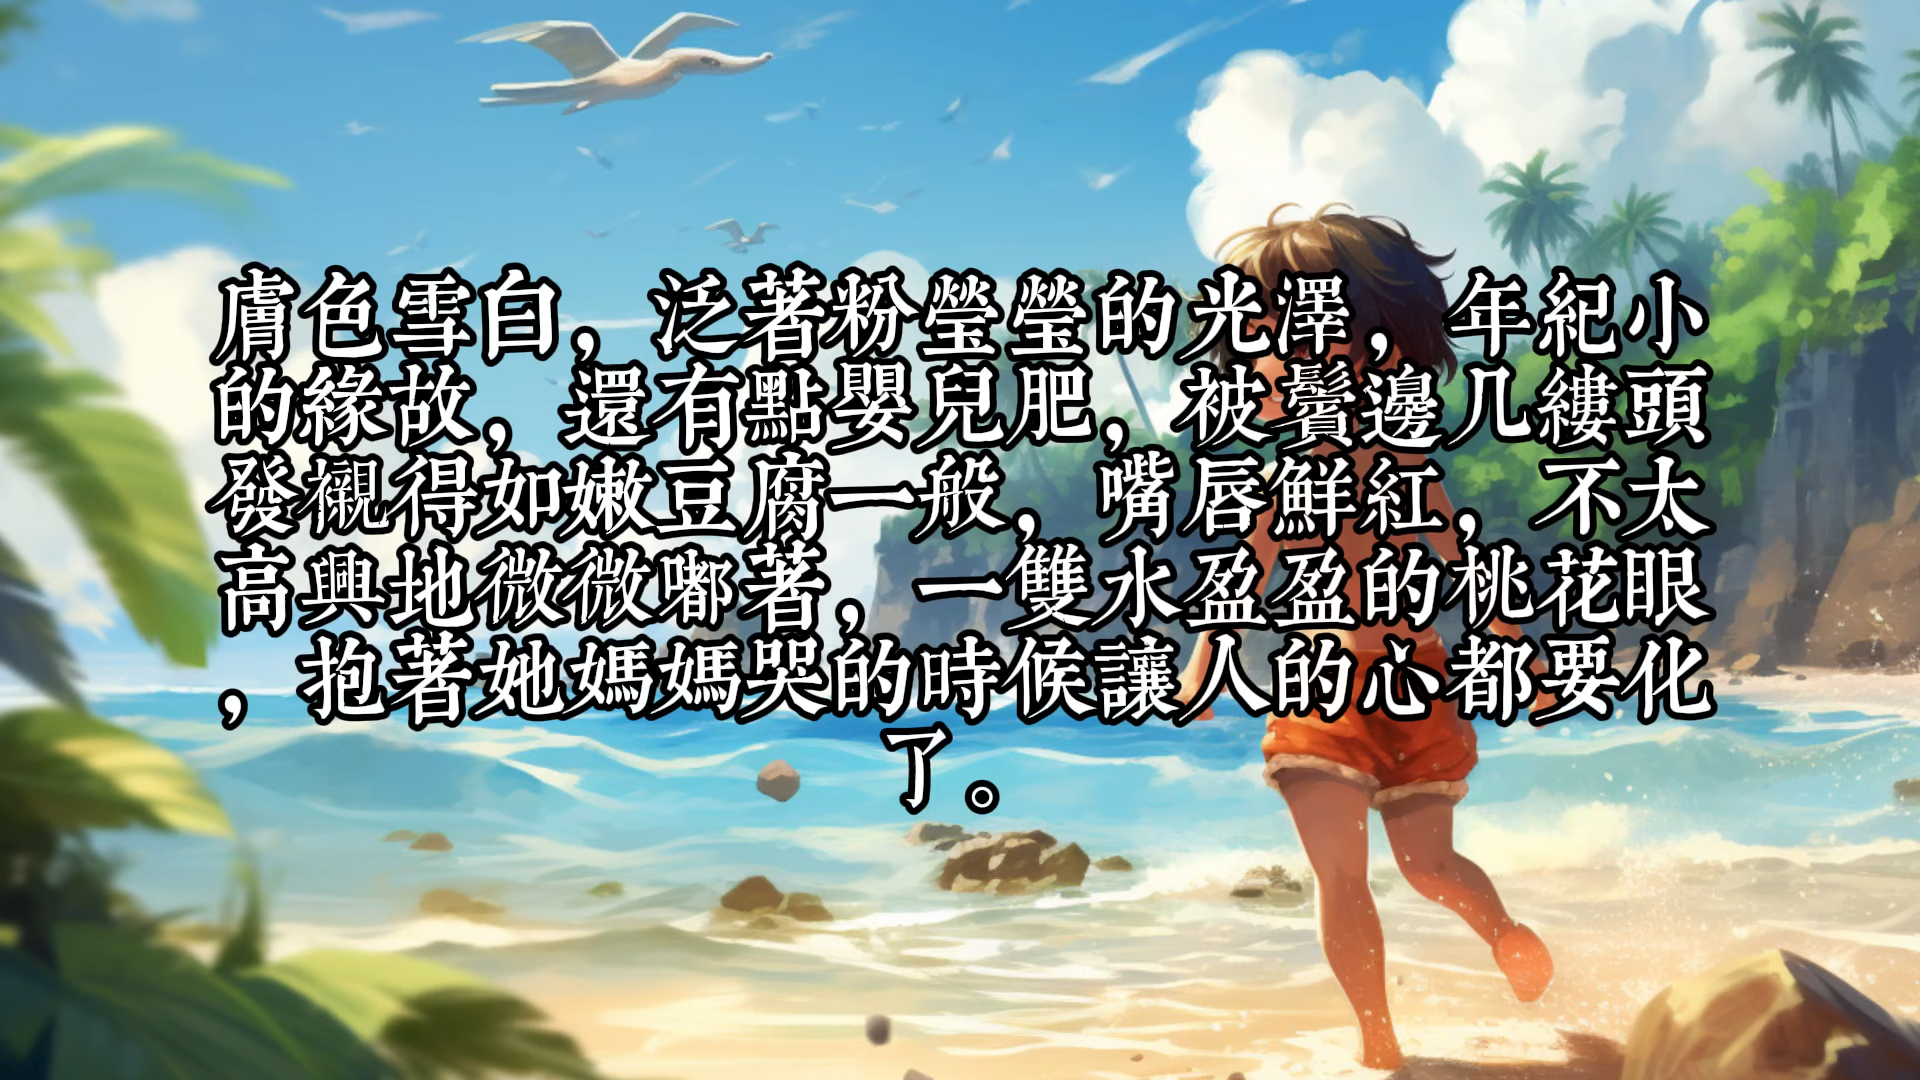 膚色雪白，泛著粉瑩瑩的光澤，年紀小
的緣故，還有點嬰兒肥，被鬢邊几縷頭
發襯得如嫩豆腐一般，嘴唇鮮紅，不太
高興地微微嘟著，一雙水盈盈的桃花眼
，抱著她媽媽哭的時候讓人的心都要化
了。